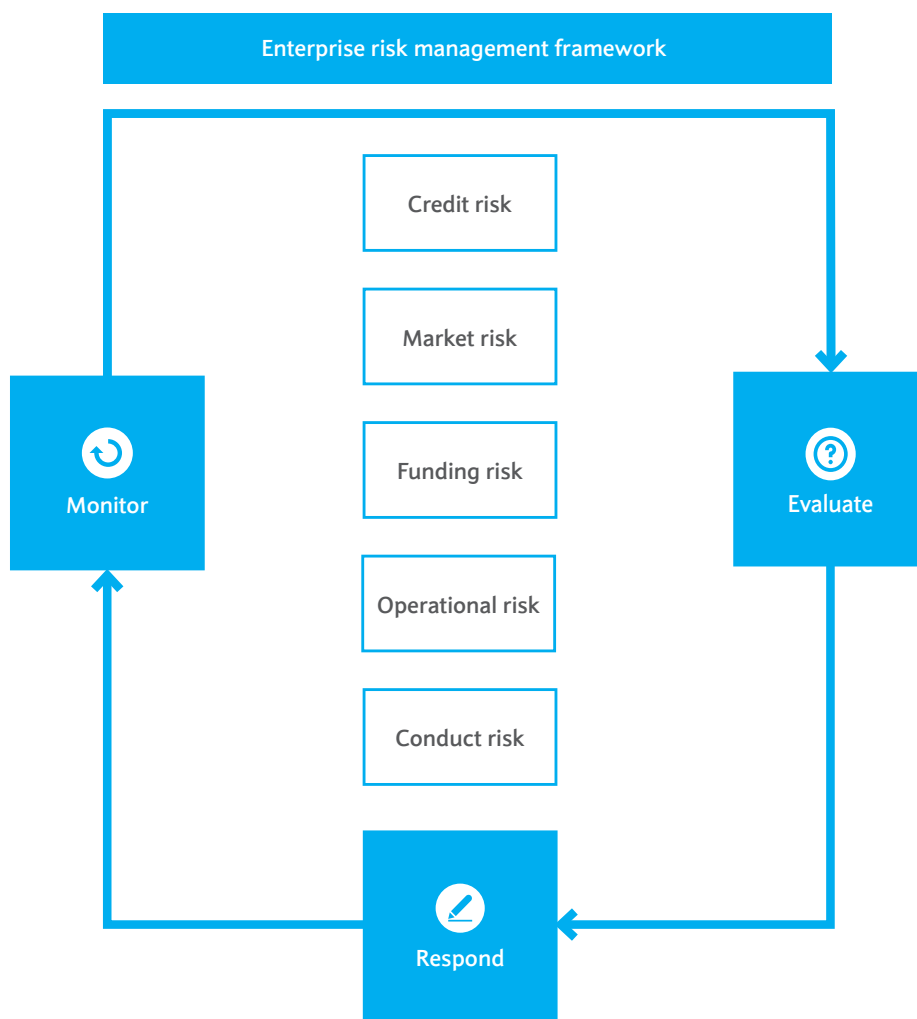 Enterprise risk management framework
Credit risk
Market risk
Funding risk
Operational risk
Conduct risk
Monitor
Evaluate
Respond